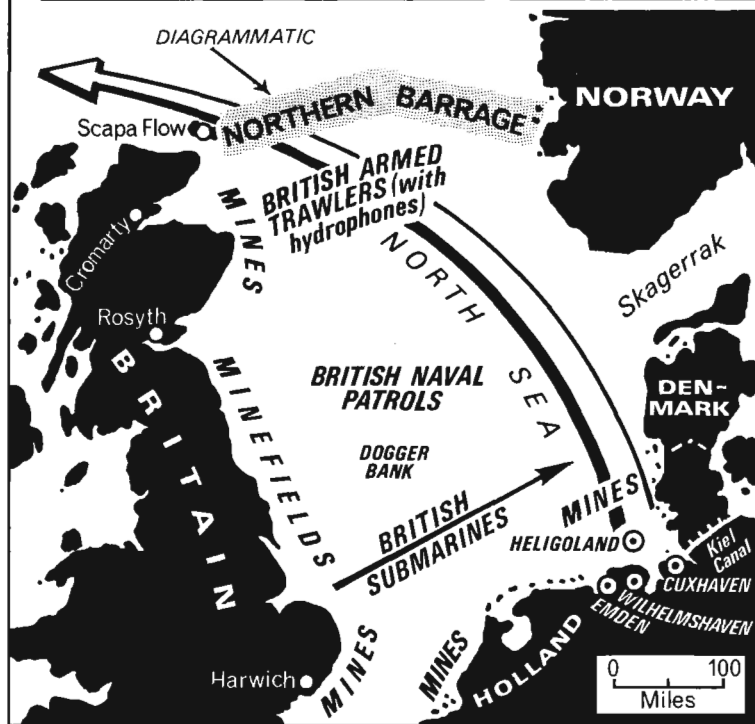 DIAGRAMMATIC
NORTHERN BARRAGE
NORWAY
Scapa Flow
MINES
BRITISH ARMED
TRAWLERS (with
hydrophones)
Cromarty
NORTH SEA
Skagerrak
Rosyth
BRITAIN
MINEFIELDS
BRITISH NAVAL
PATROLS
DEN-
MARK
DOGGER
BANK
MINES
BRITISH
SUBMARINES
HELIGOLAND
Kiel
Canal
CUXHAVEN
WILHELMSHAVEN
EMDEN
HOLLAND
MINES
MINES
Harwich
0 100
Miles